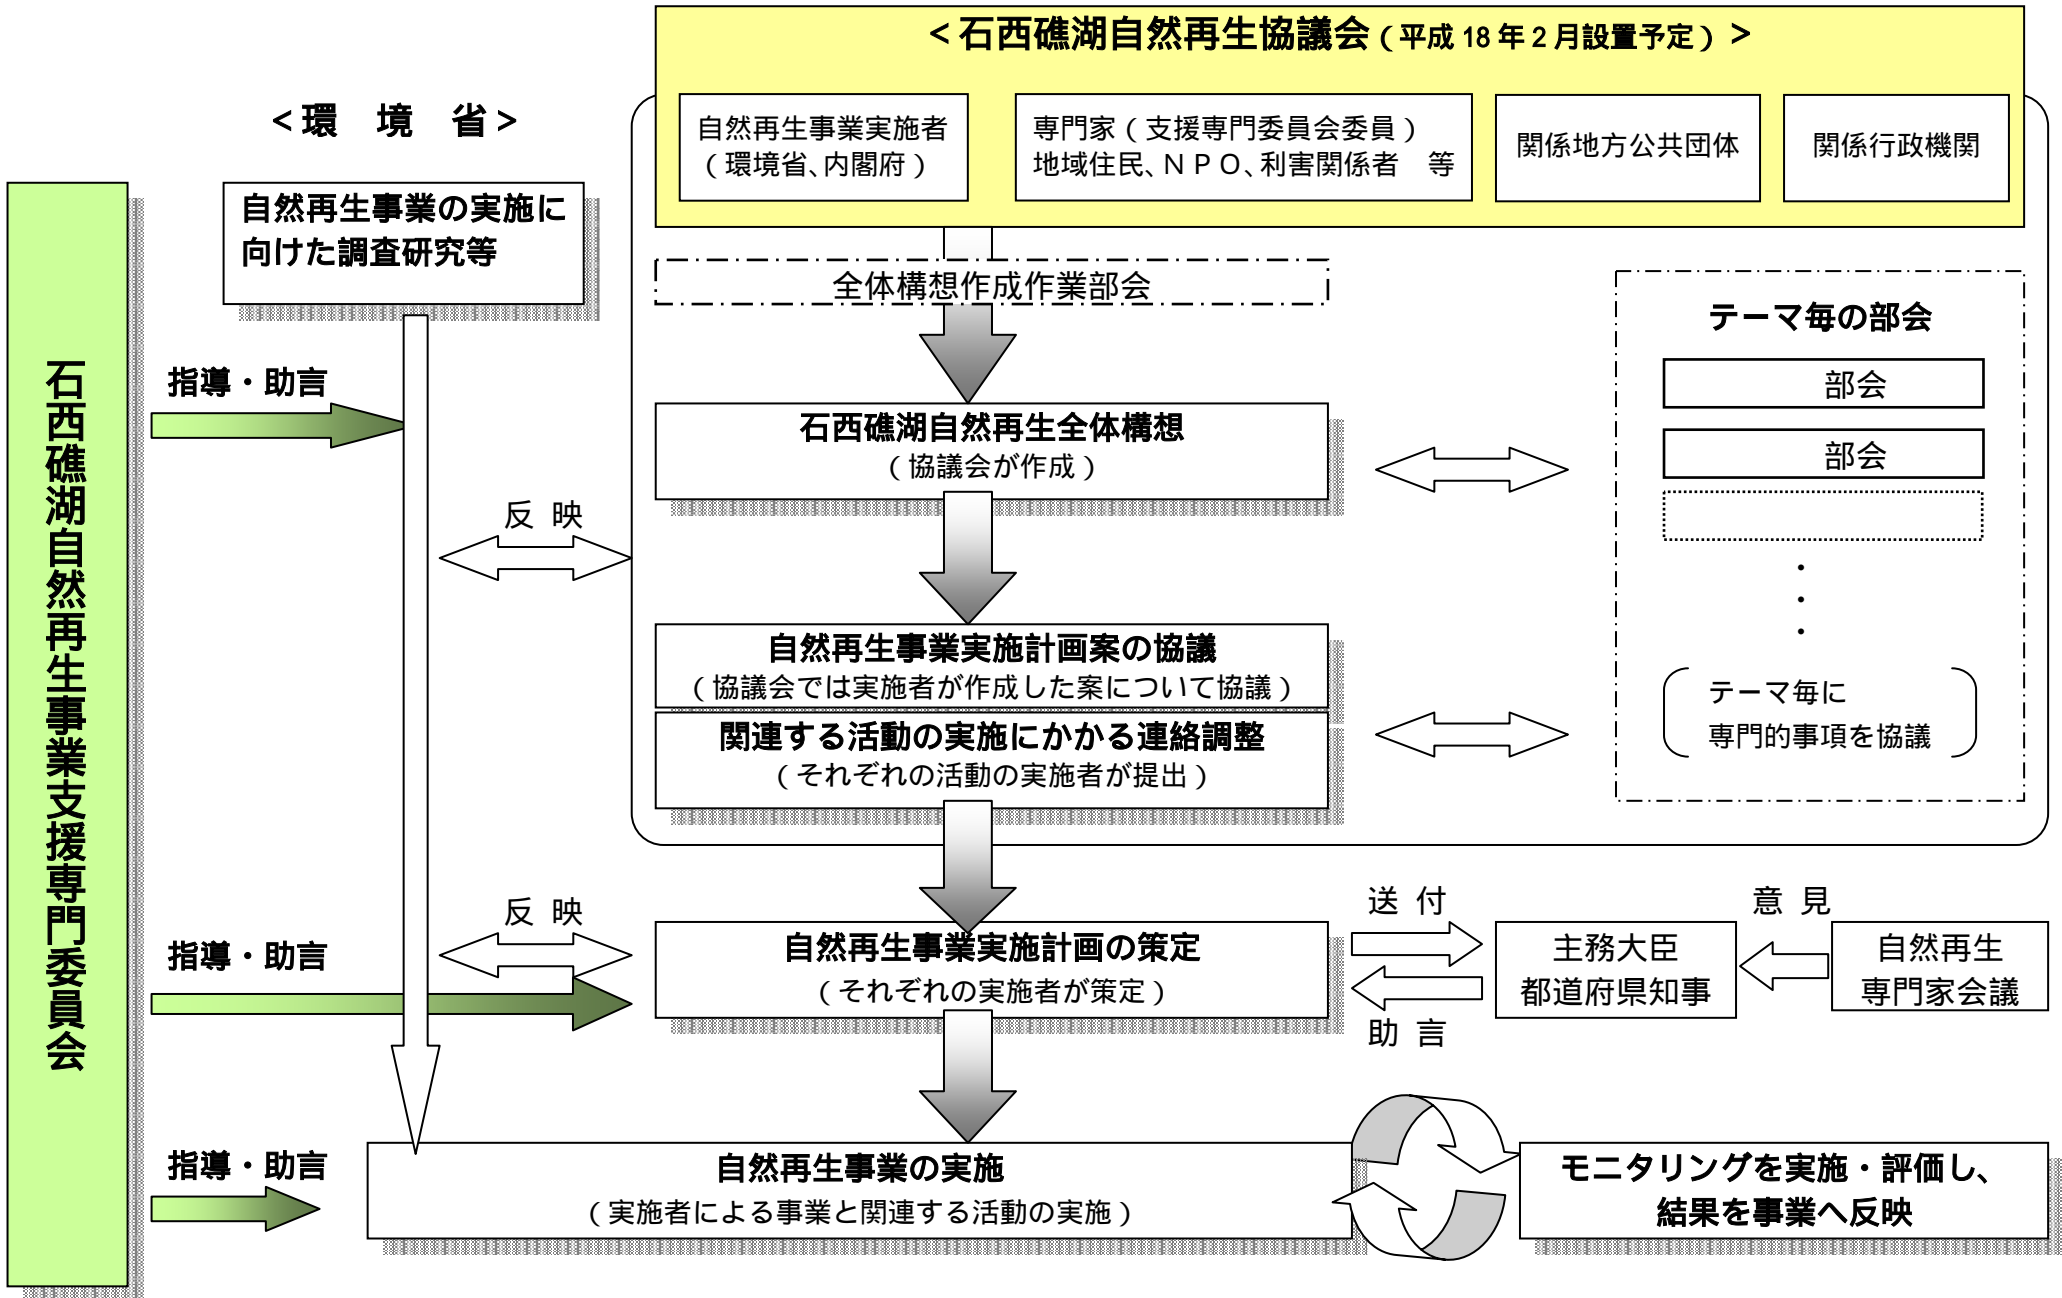 ＜石西礁湖自然再生協議会（平成18年2月設置予定）＞
自然再生事業実施者
（環境省、内閣府）
専門家（支援専門委員会委員）
地域住民、ＮＰＯ、利害関係者　等
関係地方公共団体
関係行政機関
＜環　境　省＞
自然再生事業の実施に
向けた調査研究等
石西礁湖自然再生事業支援専門委員会
全体構想作成作業部会
テーマ毎の部会
部会
部会
・
・
・
テーマ毎に
専門的事項を協議
指導・助言
石西礁湖自然再生全体構想
（協議会が作成）
反 映
自然再生事業実施計画案の協議
（協議会では実施者が作成した案について協議）
関連する活動の実施にかかる連絡調整
（それぞれの活動の実施者が提出）
反 映
指導・助言
自然再生事業実施計画の策定
（それぞれの実施者が策定）
送 付
助 言
主務大臣
都道府県知事
意 見
自然再生
専門家会議
指導・助言
自然再生事業の実施
（実施者による事業と関連する活動の実施）
モニタリングを実施・評価し、
結果を事業へ反映